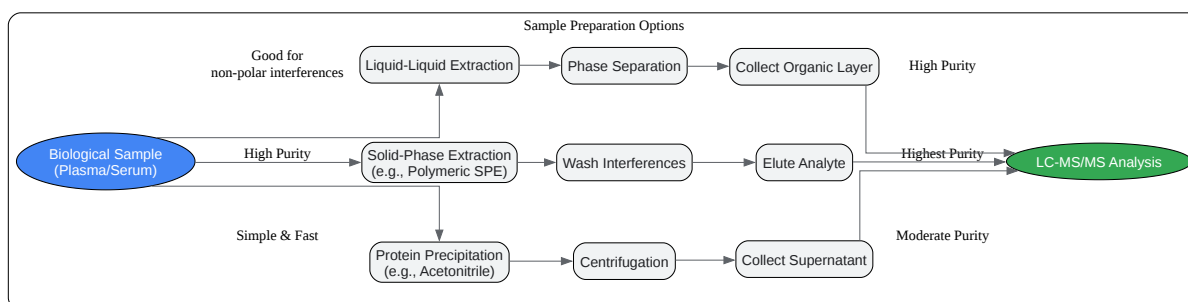 Sample Preparation Options
Good for
non-polar interferences
Liquid-Liquid Extraction
Phase Separation
Collect Organic Layer
High Purity
Biological Sample
(Plasma/Serum)
High Purity
Solid-Phase Extraction
(e.g., Polymeric SPE)
Wash Interferences
Elute Analyte
Highest Purity
LC-MS/MS Analysis
Simple & Fast
Protein Precipitation
(e.g., Acetonitrile)
Centrifugation
Collect Supernatant
Moderate Purity